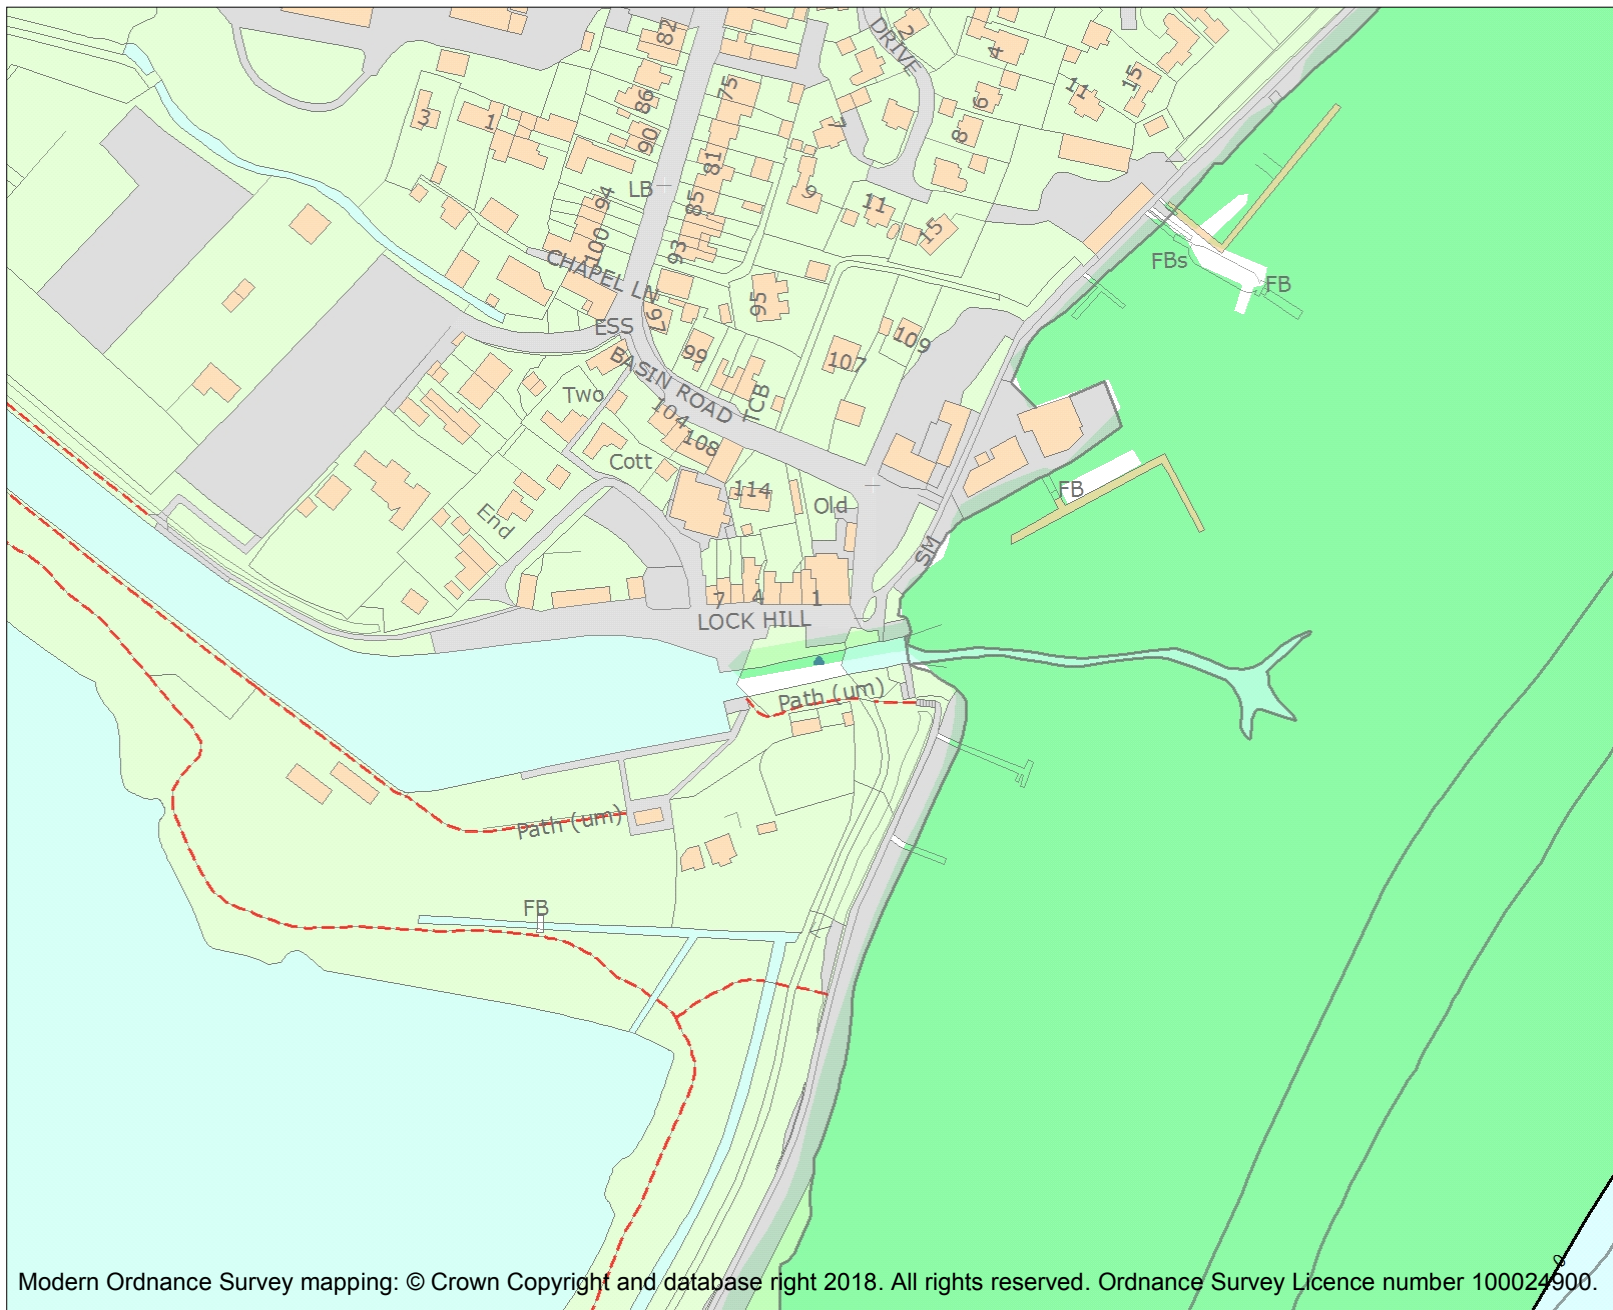 82
DRIVE
2
4
11
15
3
1
86
75
6
90
7
8
81
LB
94
85
9
11
15
100
93
CHAPEL LN
FBs
FB
95
97
ESS
99
109
107
BASIN ROAD
Two
TCB
104
108
Cott
114
Old
FB
End
SM
7
4
1
LOCK HILL
Path (um)
Path (um)
FB
Modern Ordnance Survey mapping: © Crown Copyright and database right 2018. All rights reserved. Ordnance Survey Licence number 100024900.